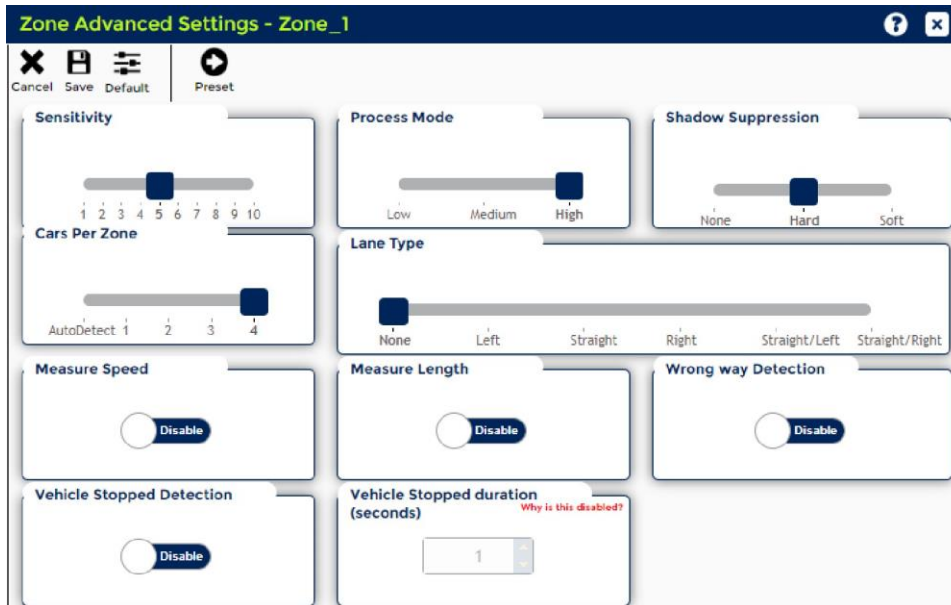 Zone Advanced Settings - Zone_1
?
Cancel Save Default Preset
Sensitivity
1 2 3 4 5 6 7 8 9 10
Process Mode
Low Medium High
Shadow Suppression
None Hard Soft
Cars Per Zone
AutoDetect 1 2 3 4
Lane Type
None Left Straight Right Straight/Left Straight/Right
Measure Speed
Disable
Measure Length
Disable
Wrong way Detection
Disable
Vehicle Stopped Detection
Disable
Vehicle Stopped duration
(seconds)
Why is this disabled?
1